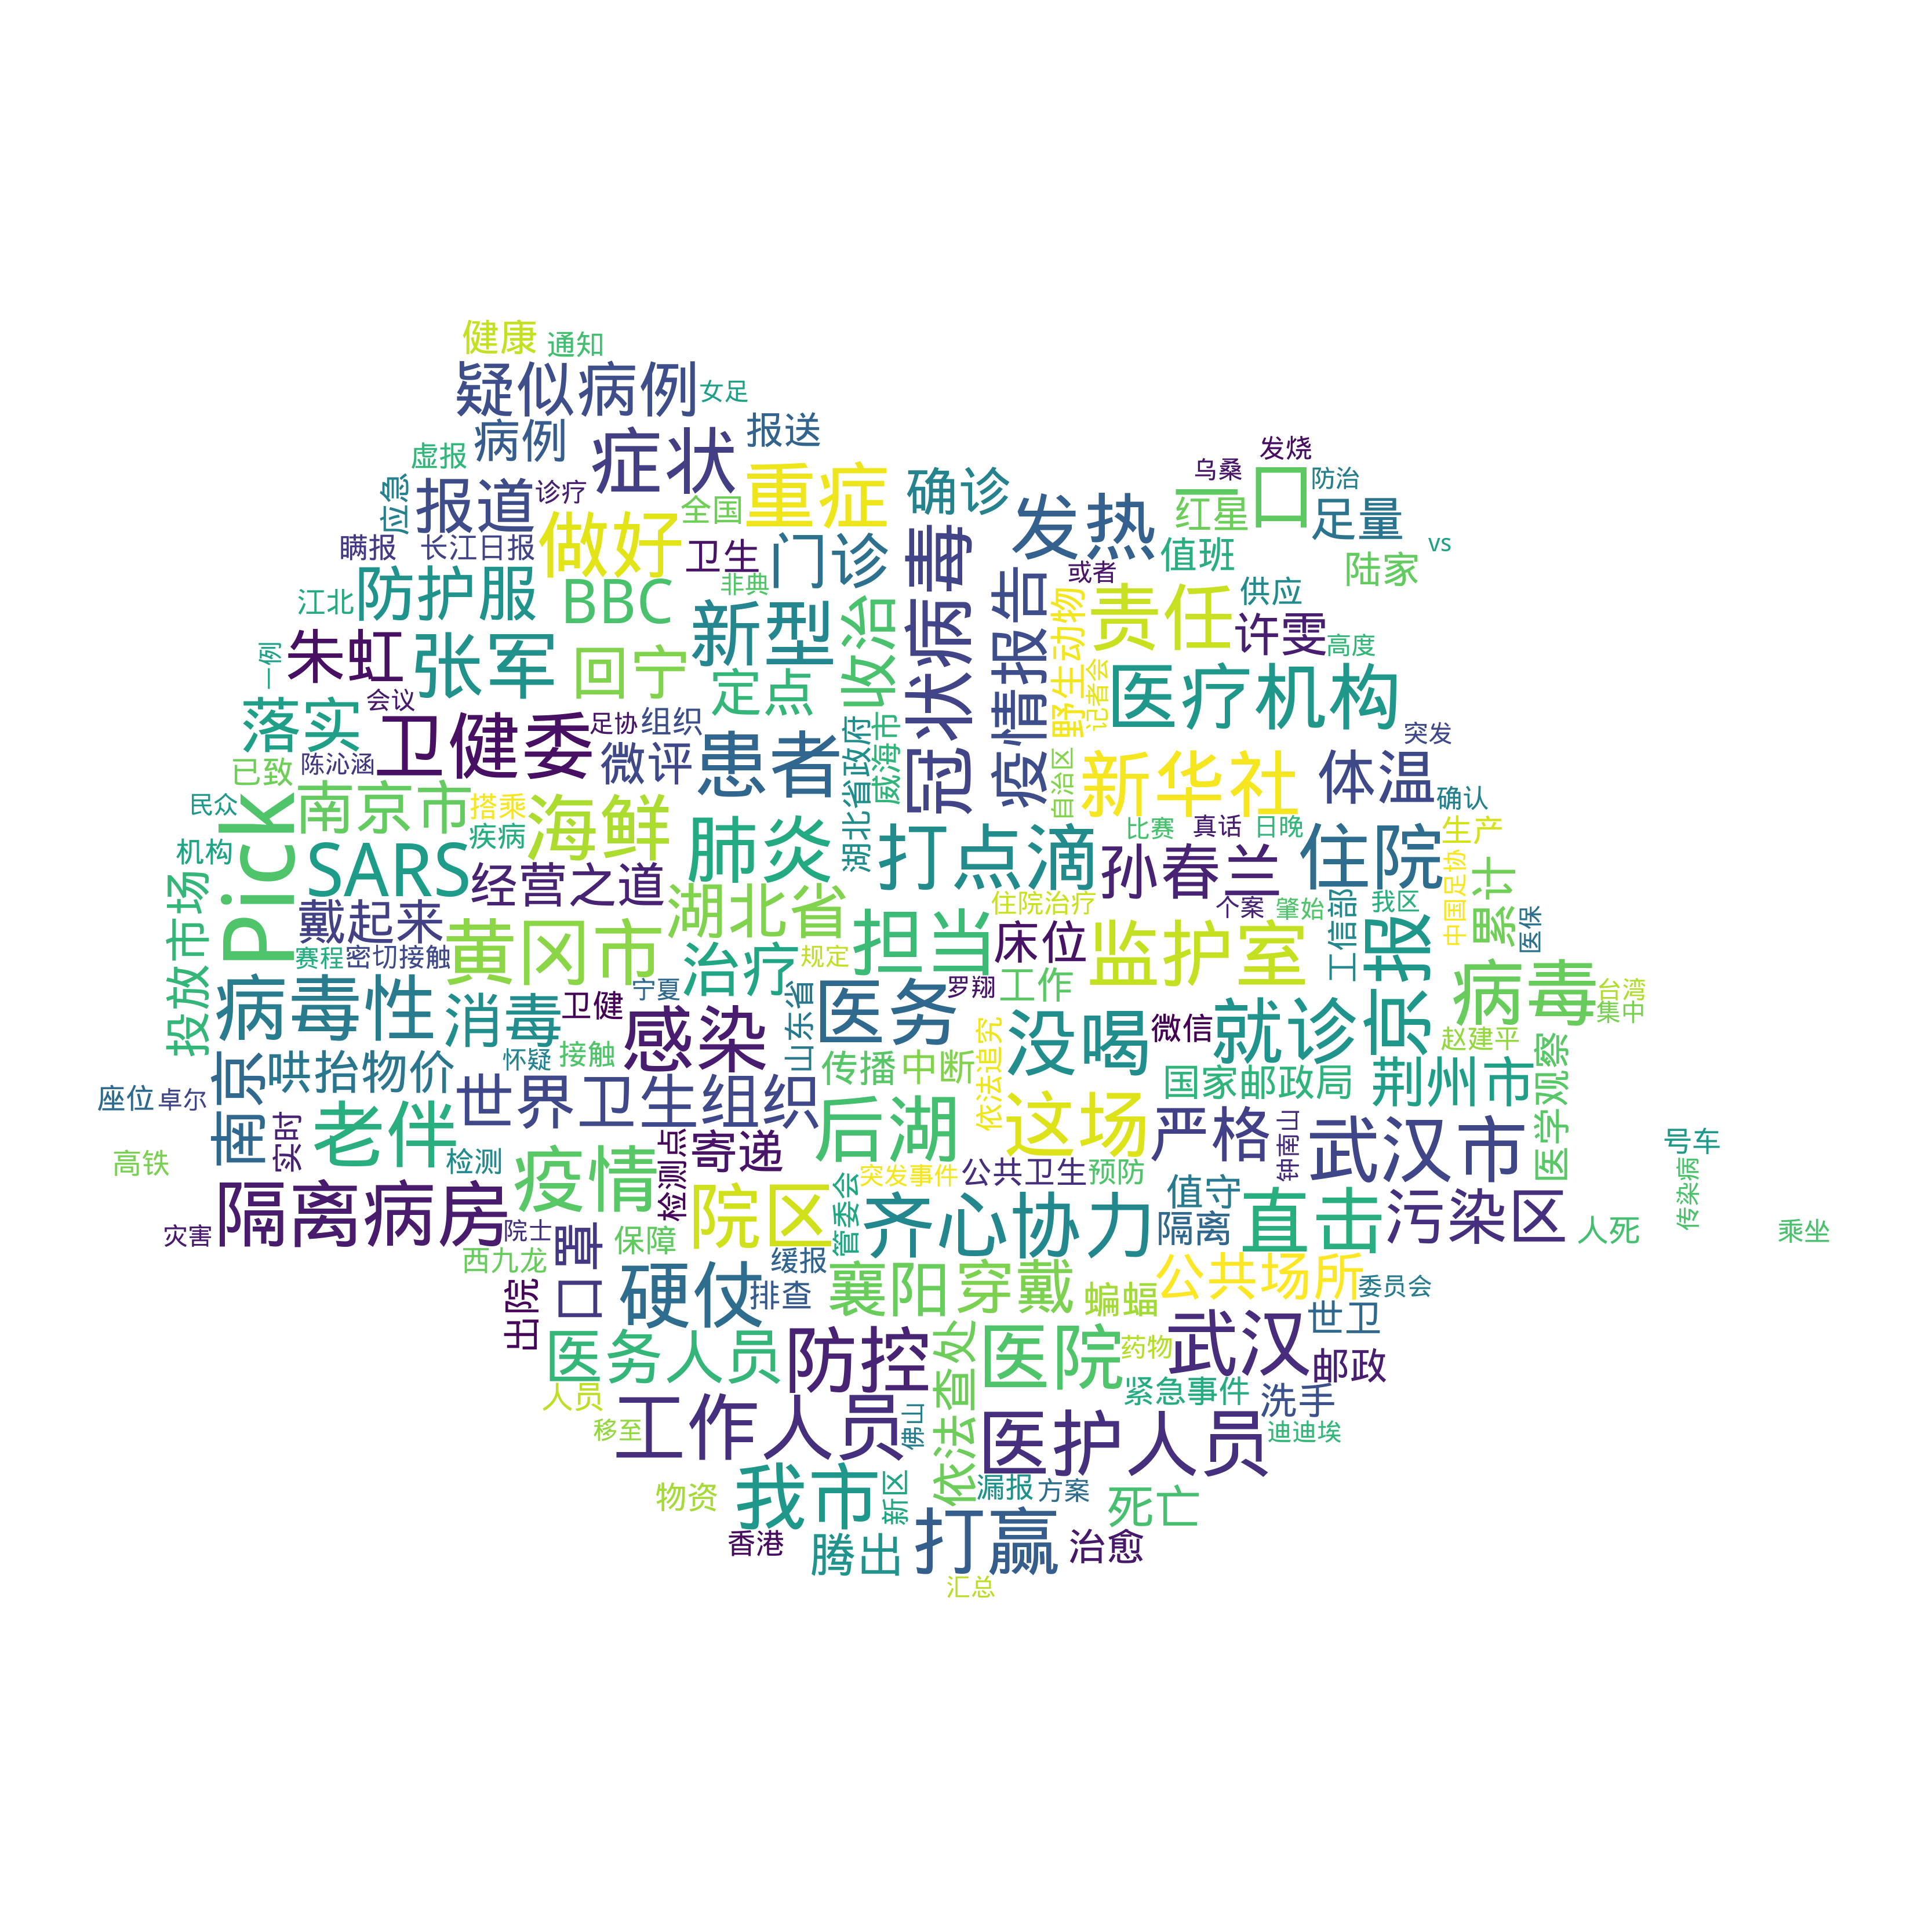 健康
通知
疑似病例
女足
病例
症状
报送
虚报
应急
报道
诊疗
全国
重症
确诊
发热
乌桑
发烧
一口
红星
防治
足量
瞒报
长江日报
做好
卫生
门诊
冠状病毒
值班
vs
陆家
江北
防护服
BBC
非典
新型
收治
疫情报告
或者
野生动物
责任
供应
许雯
高度
一例
朱虹
张军
回宁
定点
记者会
医疗机构
落实
会议
卫健委
足协
组织
微评
患者
湖北省政府
威海市
自治区
新华社
体温
突发
已致
陈沁涵
民众
Pick
南京市
搭乘
海鲜
肺炎
打点滴
比赛
真话
日晚
确认
机构
SARS
疾病
经营之道
孙春兰
住院
生产
投放市场
戴起来
湖北省
住院治疗
个案
肇始
我区
工信部
中国足协
累计
医保
赛程
密切接触
黄冈市
治疗
规定
担当
床位
监护室
京报
病毒
台湾
集中
病毒性
消毒
卫健
感染
宁夏
山东省
医务
罗翔
工作
没喝
微信
就诊
赵建平
南京
哄抬物价
怀疑
接触
传播
中断
依法追究
国家邮政局
荆州市
医学观察
座位
卓尔
世界卫生组织
实时
老伴
后湖
这场
严格
钟南山
武汉市
号车
高铁
检测
疫情
检测点
寄递
突发事件
公共卫生
预防
值守
传染病
灾害
隔离病房
院士
口罩
保障
院区
管委会
齐心协力
隔离
直击
污染区
人死
乘坐
西九龙
出院
硬仗
缓报
排查
襄阳
穿戴
蝙蝠
公共场所
委员会
医务人员
防控
依法查处
医院
药物
武汉
世卫
邮政
人员
移至
工作人员
佛山
医护人员
紧急事件
洗手
迪迪埃
物资
我市
新区
漏报
方案
死亡
香港
腾出
打赢
治愈
汇总